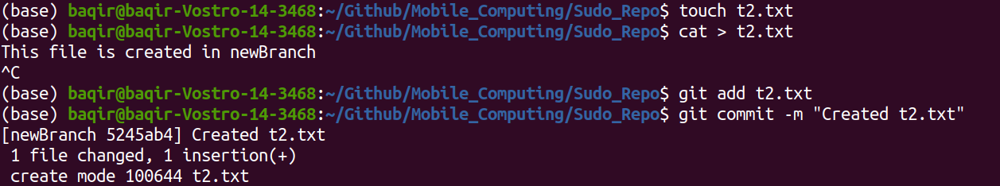 (base) baqir@baqir-Vostro-14-3468:~/Github/Mobile_Computing/Sudo_Repo$ touch t2.txt
(base) baqir@baqir-Vostro-14-3468:~/Github/Mobile_Computing/Sudo_Repo$ cat > t2.txt
This file is created in newBranch
^C
(base) baqir@baqir-Vostro-14-3468:~/Github/Mobile_Computing/Sudo_Repo$ git add t2.txt
(base) baqir@baqir-Vostro-14-3468:~/Github/Mobile_Computing/Sudo_Repo$ git commit -m "Created t2.txt"
[newBranch 5245ab4] Created t2.txt
 1 file changed, 1 insertion(+)
 create mode 100644 t2.txt